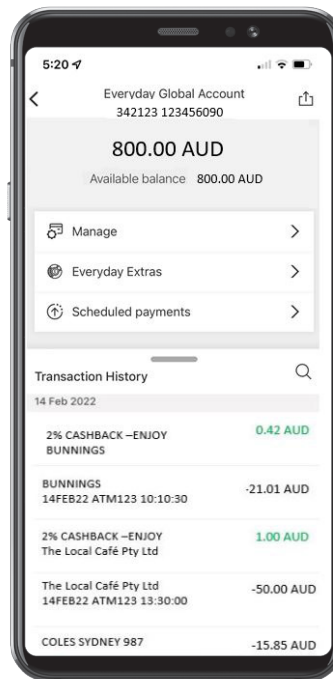 5:20
Everyday Global Account
342123 123456090
800.00 AUD
Available balance 800.00 AUD
Manage
Everyday Extras
Scheduled payments
Transaction History
14 Feb 2022
2% CASHBACK –ENJOY 0.42 AUD
BUNNINGS
BUNNINGS
14FEB22 ATM123 10:10:30 -21.01 AUD
2% CASHBACK –ENJOY 1.00 AUD
The Local Café Pty Ltd
The Local Café Pty Ltd -50.00 AUD
14FEB22 ATM123 13:30:00
COLES SYDNEY 987 -15.85 AUD